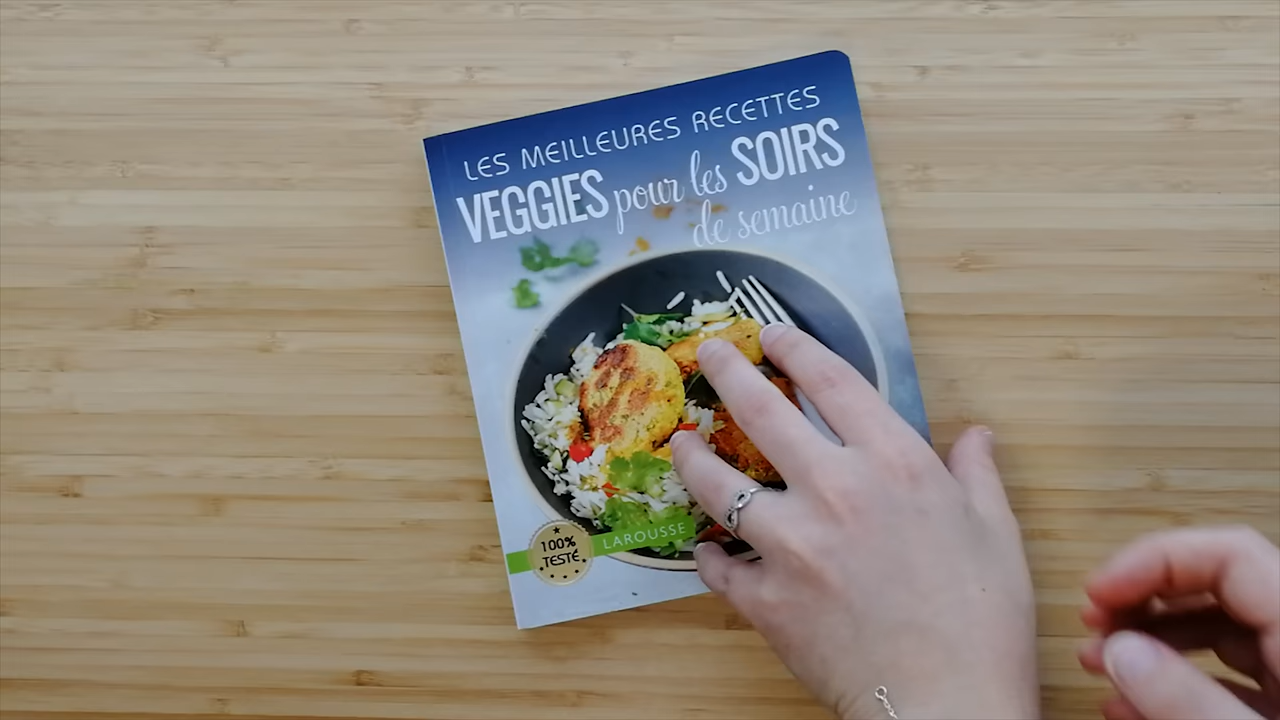 LES MEILLEURES RECETTES
VEGGIES pour les SOIRS
de semaine
100%
TESTÉ
LAROUSSE